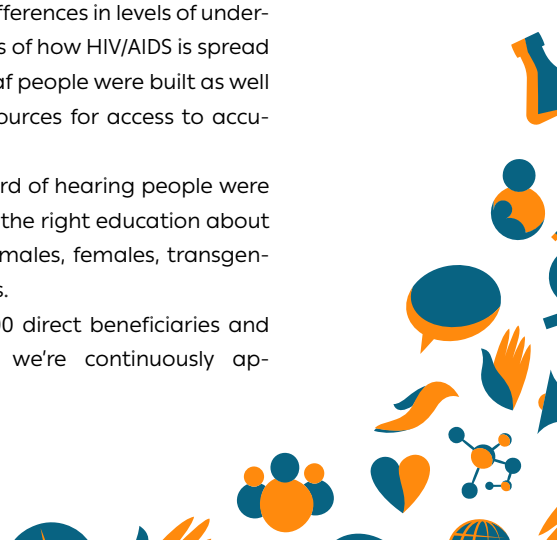 fferences in levels of under-
s of how HIV/AIDS is spread
af people were built as well
ources for access to accu-
rd of hearing people were
the right education about
males, females, transgen-
s.
00 direct beneficiaries and
we're continuously ap-